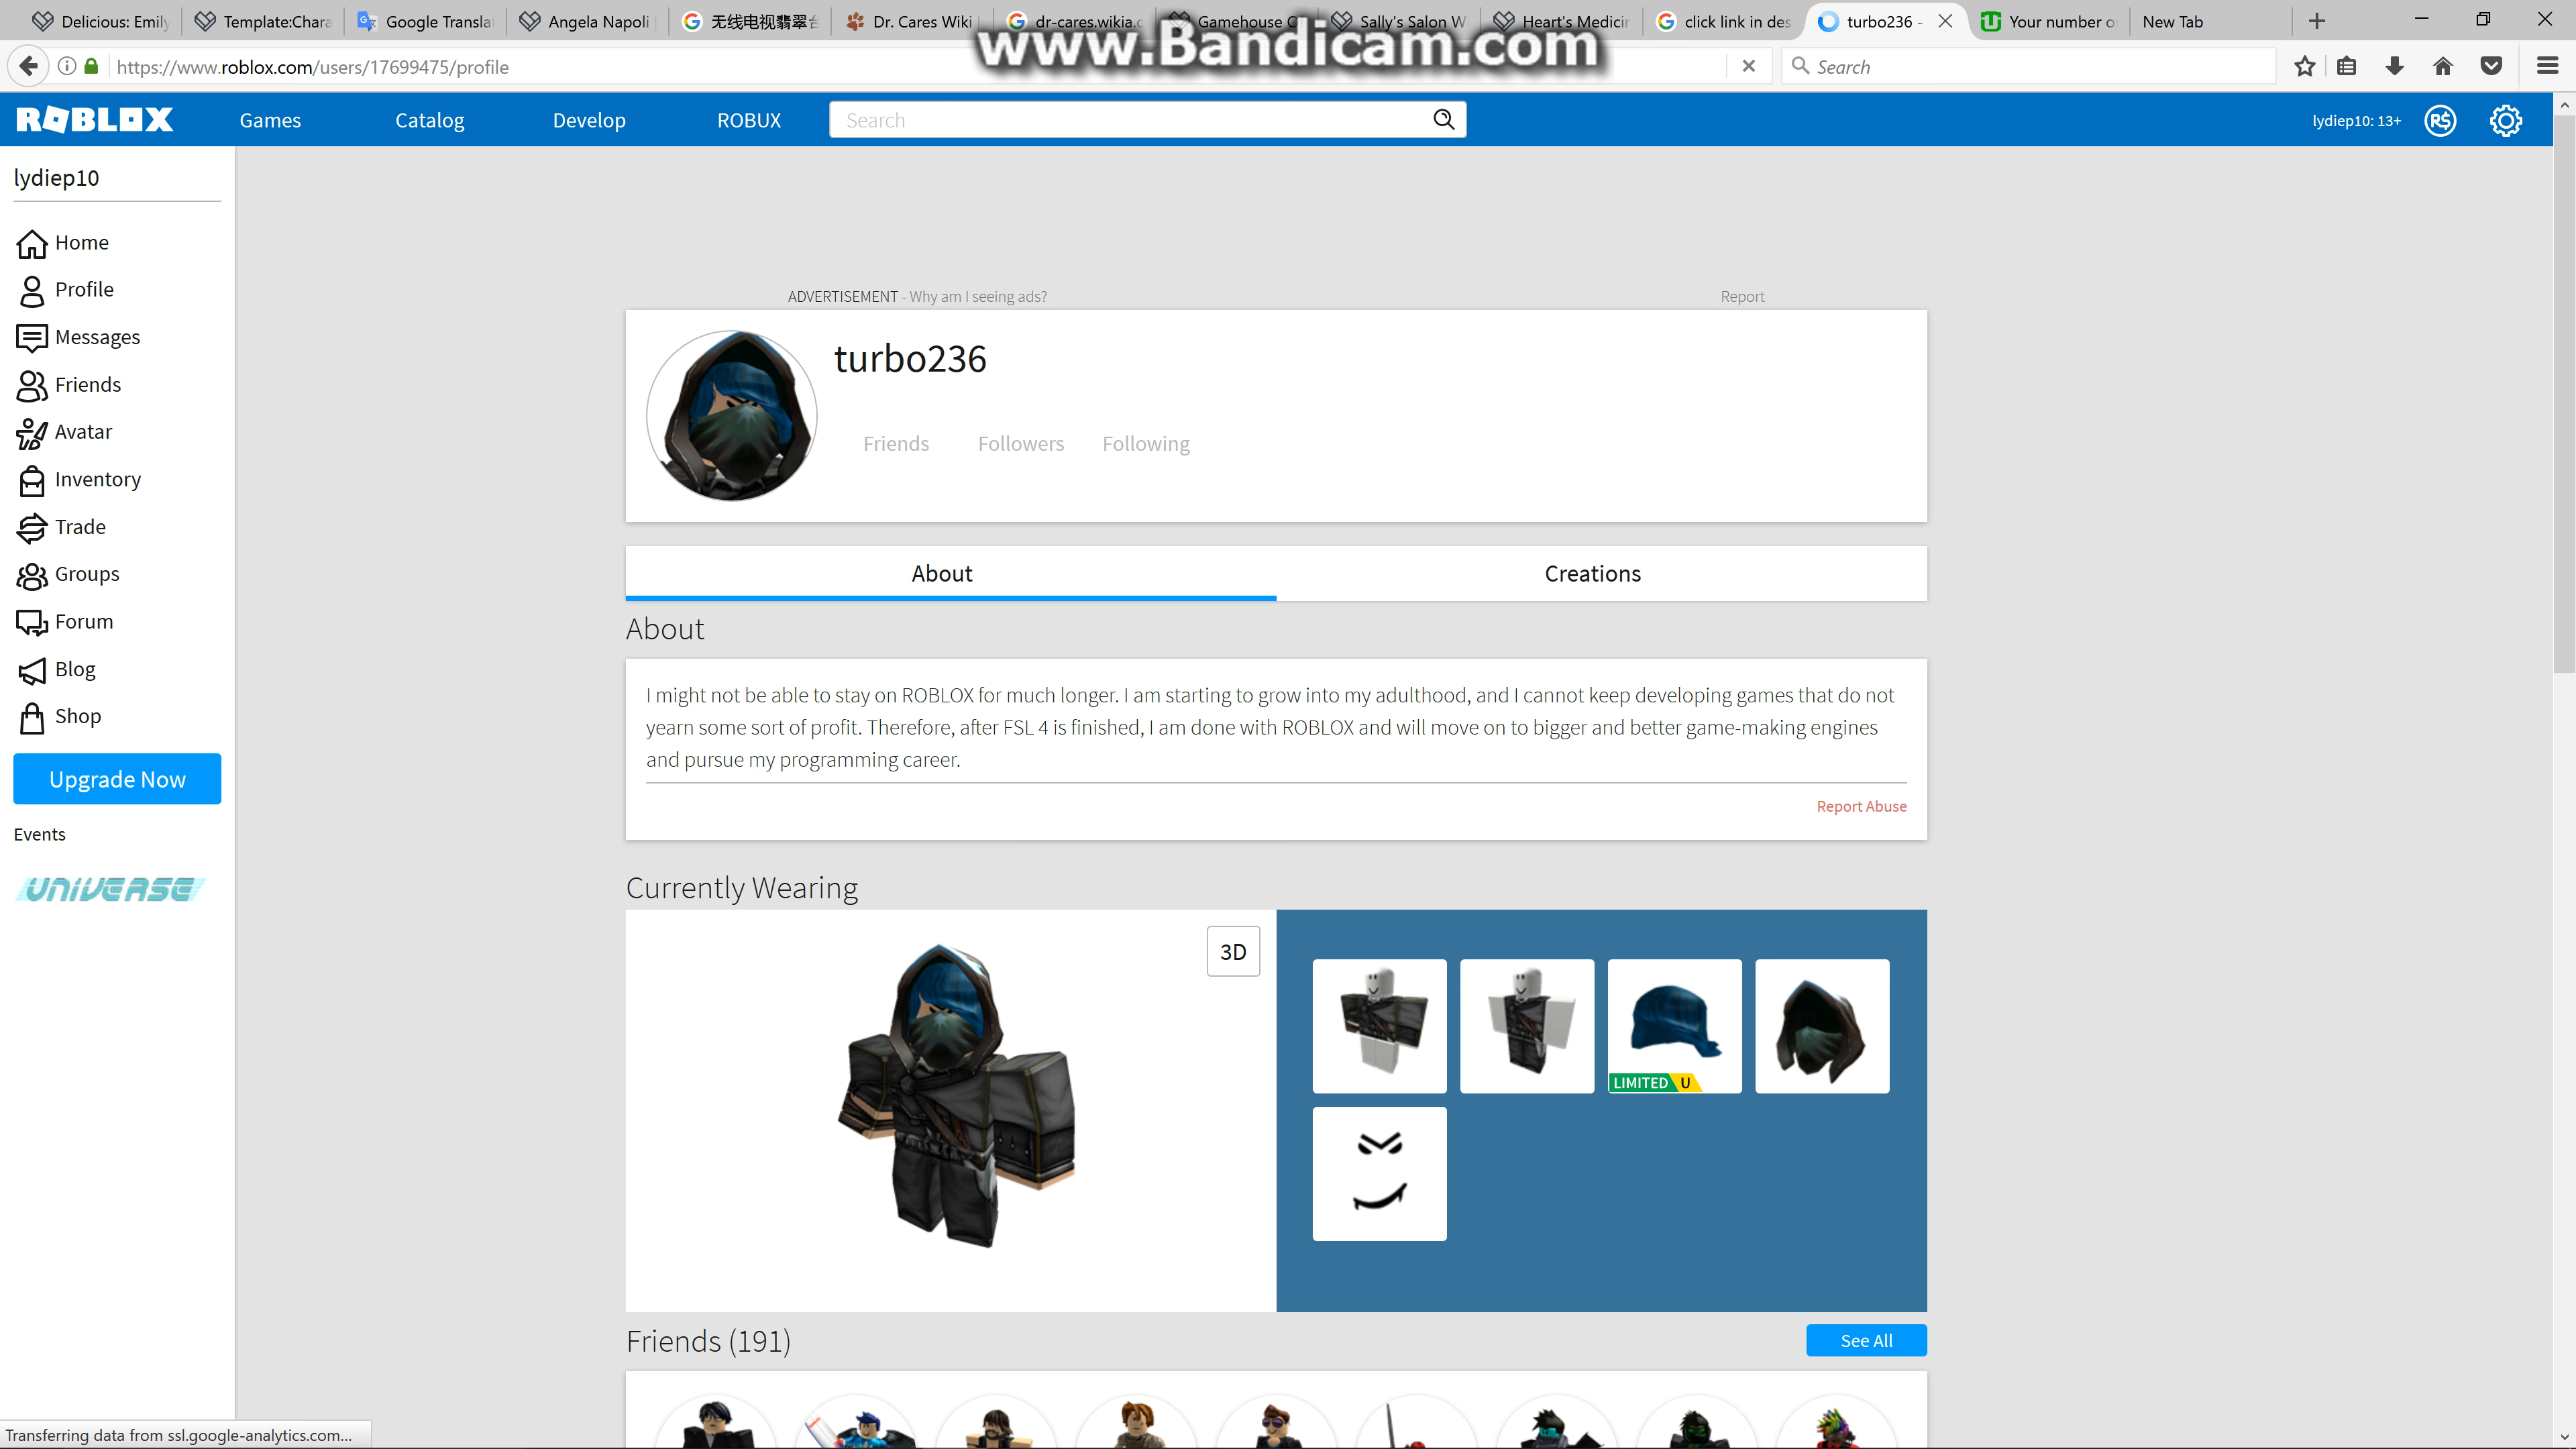 Delicious: Emily
Template:Chara
Google Translat
Angela Napoli
无线电视翡翠台
Dr. Cares Wiki
dr-cares.wikia.c
Gamehouse
Sally's Salon W
Heart's Medicin
click link in des
turbo236 -
Your number o
New Tab
www.Bandicam.com
https://www.roblox.com/users/17699475/profile
Search
ROBLOX
Games
Catalog
Develop
ROBUX
Search
lydiep10: 13+
R$
lydiep10
Home
Profile
Messages
Friends
Avatar
Inventory
Trade
Groups
Forum
Blog
Shop
Upgrade Now
Events
UNIVERSE
ADVERTISEMENT - Why am I seeing ads?
Report
turbo236
Friends
Followers
Following
About
Creations
About
I might not be able to stay on ROBLOX for much longer. I am starting to grow into my adulthood, and I cannot keep developing games that do not
yearn some sort of profit. Therefore, after FSL 4 is finished, I am done with ROBLOX and will move on to bigger and better game-making engines
and pursue my programming career.
Report Abuse
Currently Wearing
3D
LIMITED U
Friends (191)
See All
Transferring data from ssl.google-analytics.com...